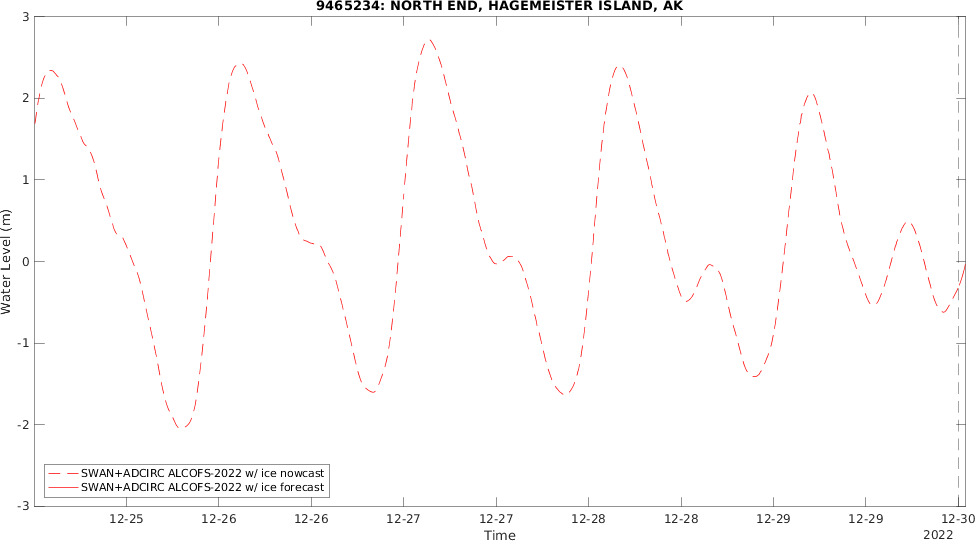 9465234: NORTH END, HAGEMEISTER ISLAND, AK
3
2
1
0
-1
-2
-3
Water Level (m)
SWAN+ADCIRC ALCOFS-2022 w/ ice nowcast
SWAN+ADCIRC ALCOFS-2022 w/ ice forecast
12-25 12-26 12-26 12-27 12-27 12-28 12-28 12-29 12-29 12-30
Time
2022